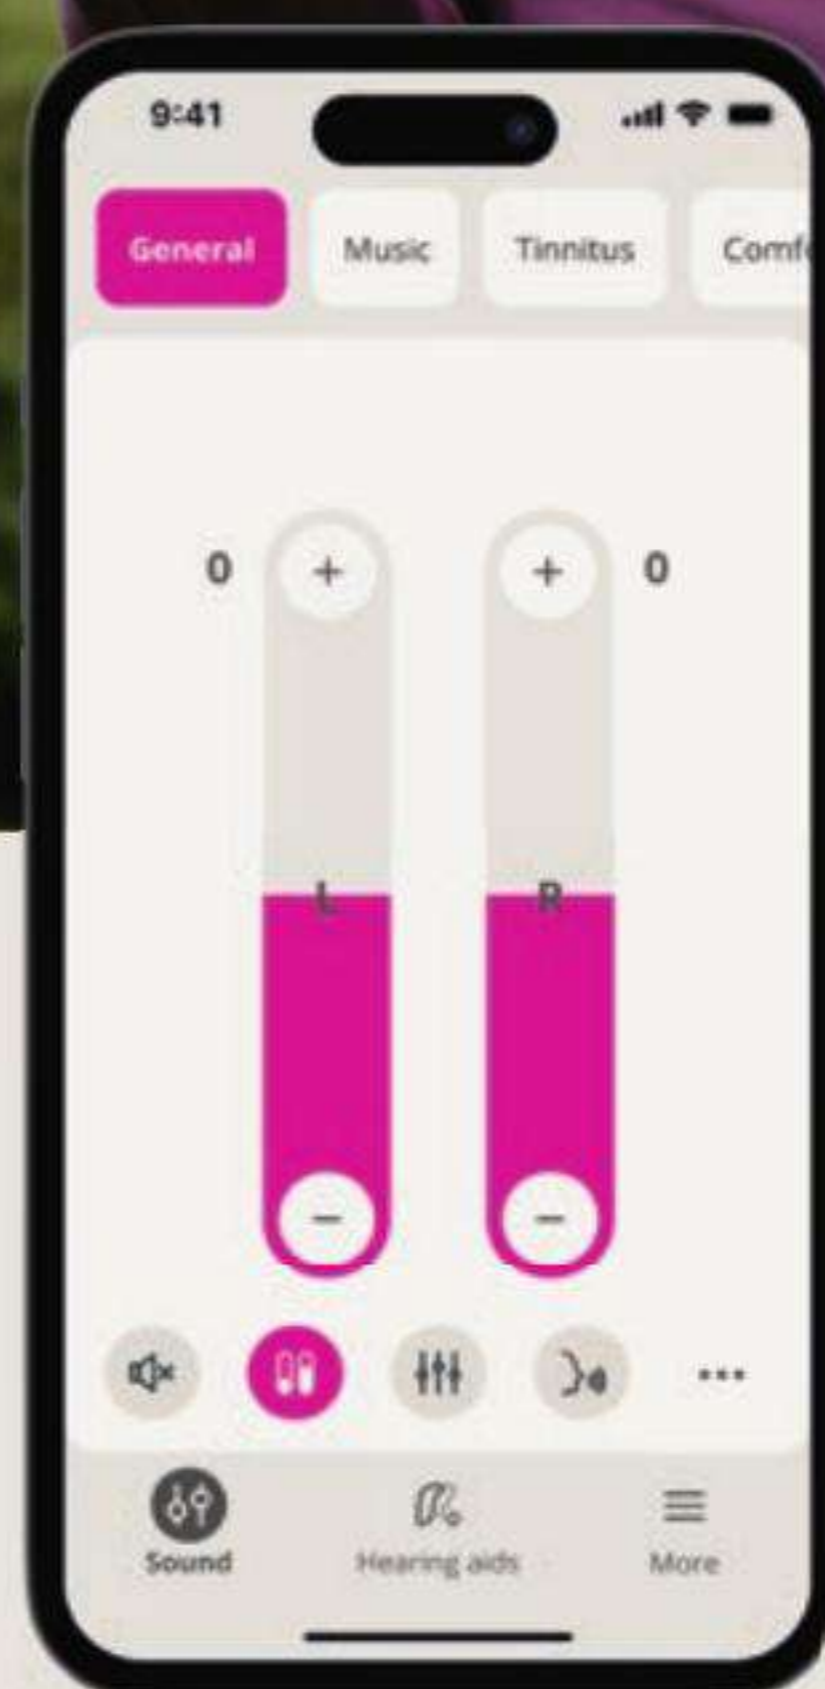 9:41
General Music Tinnitus
0 + + 0
L R
− −
Sound Hearing aids More